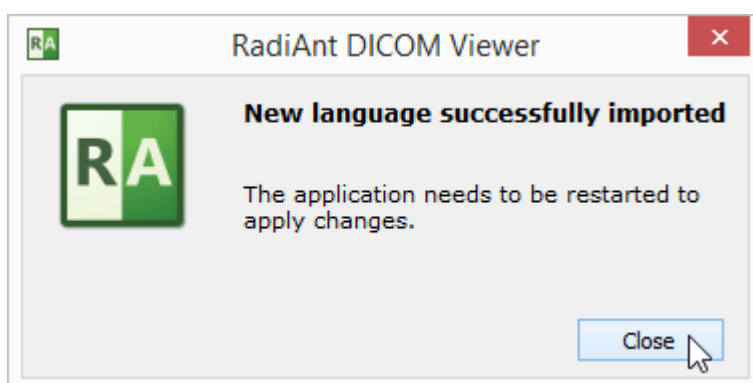 RA
RadiAnt DICOM Viewer
RA
New language successfully imported
The application needs to be restarted to
apply changes.
Close